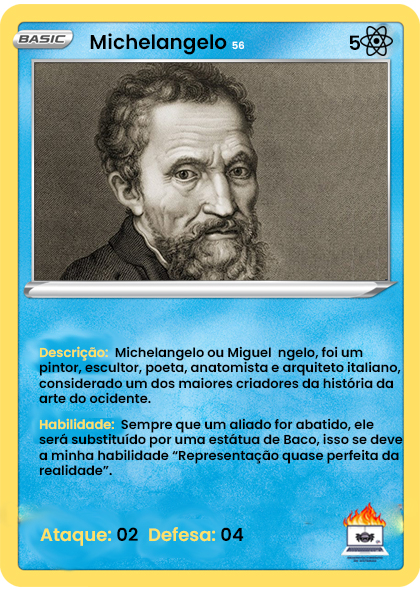 BASIC Michelangelo 56 5
Descrição: Michelangelo ou Miguel ngelo, foi um
pintor, escultor, poeta, anatomista e arquiteto italiano,
considerado um dos maiores criadores da história da
arte do ocidente.
Habilidade: Sempre que um aliado for abatido, ele
será substituído por uma estátua de Baco, isso se deve
a minha habilidade “Representação quase perfeita da
realidade”.
Ataque: 02 Defesa: 04